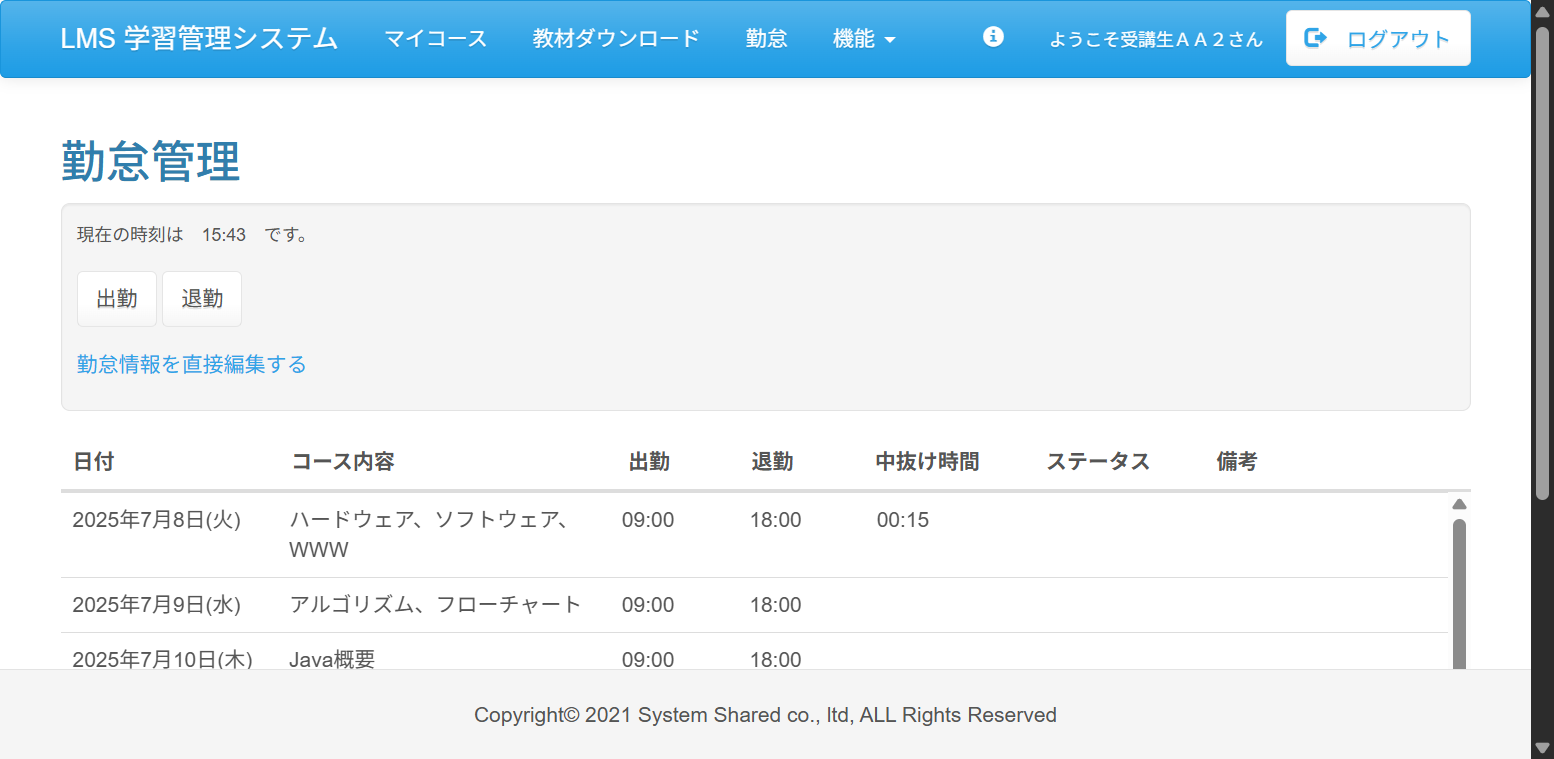 LMS 学習管理システム マイコース 教材ダウンロード 勤怠 機能 ようこそ受講生ＡＡ２さん ログアウト
勤怠管理
現在の時刻は 15:43 です。
出勤 退勤
勤怠情報を直接編集する
日付 コース内容 出勤 退勤 中抜け時間 ステータス 備考
2025年7月8日(火) ハードウェア、ソフトウェア、 09:00 18:00 00:15
WWW
2025年7月9日(水) アルゴリズム、フローチャート 09:00 18:00
2025年7月10日(木) Java概要 09:00 18:00
Copyright© 2021 System Shared co., ltd, ALL Rights Reserved